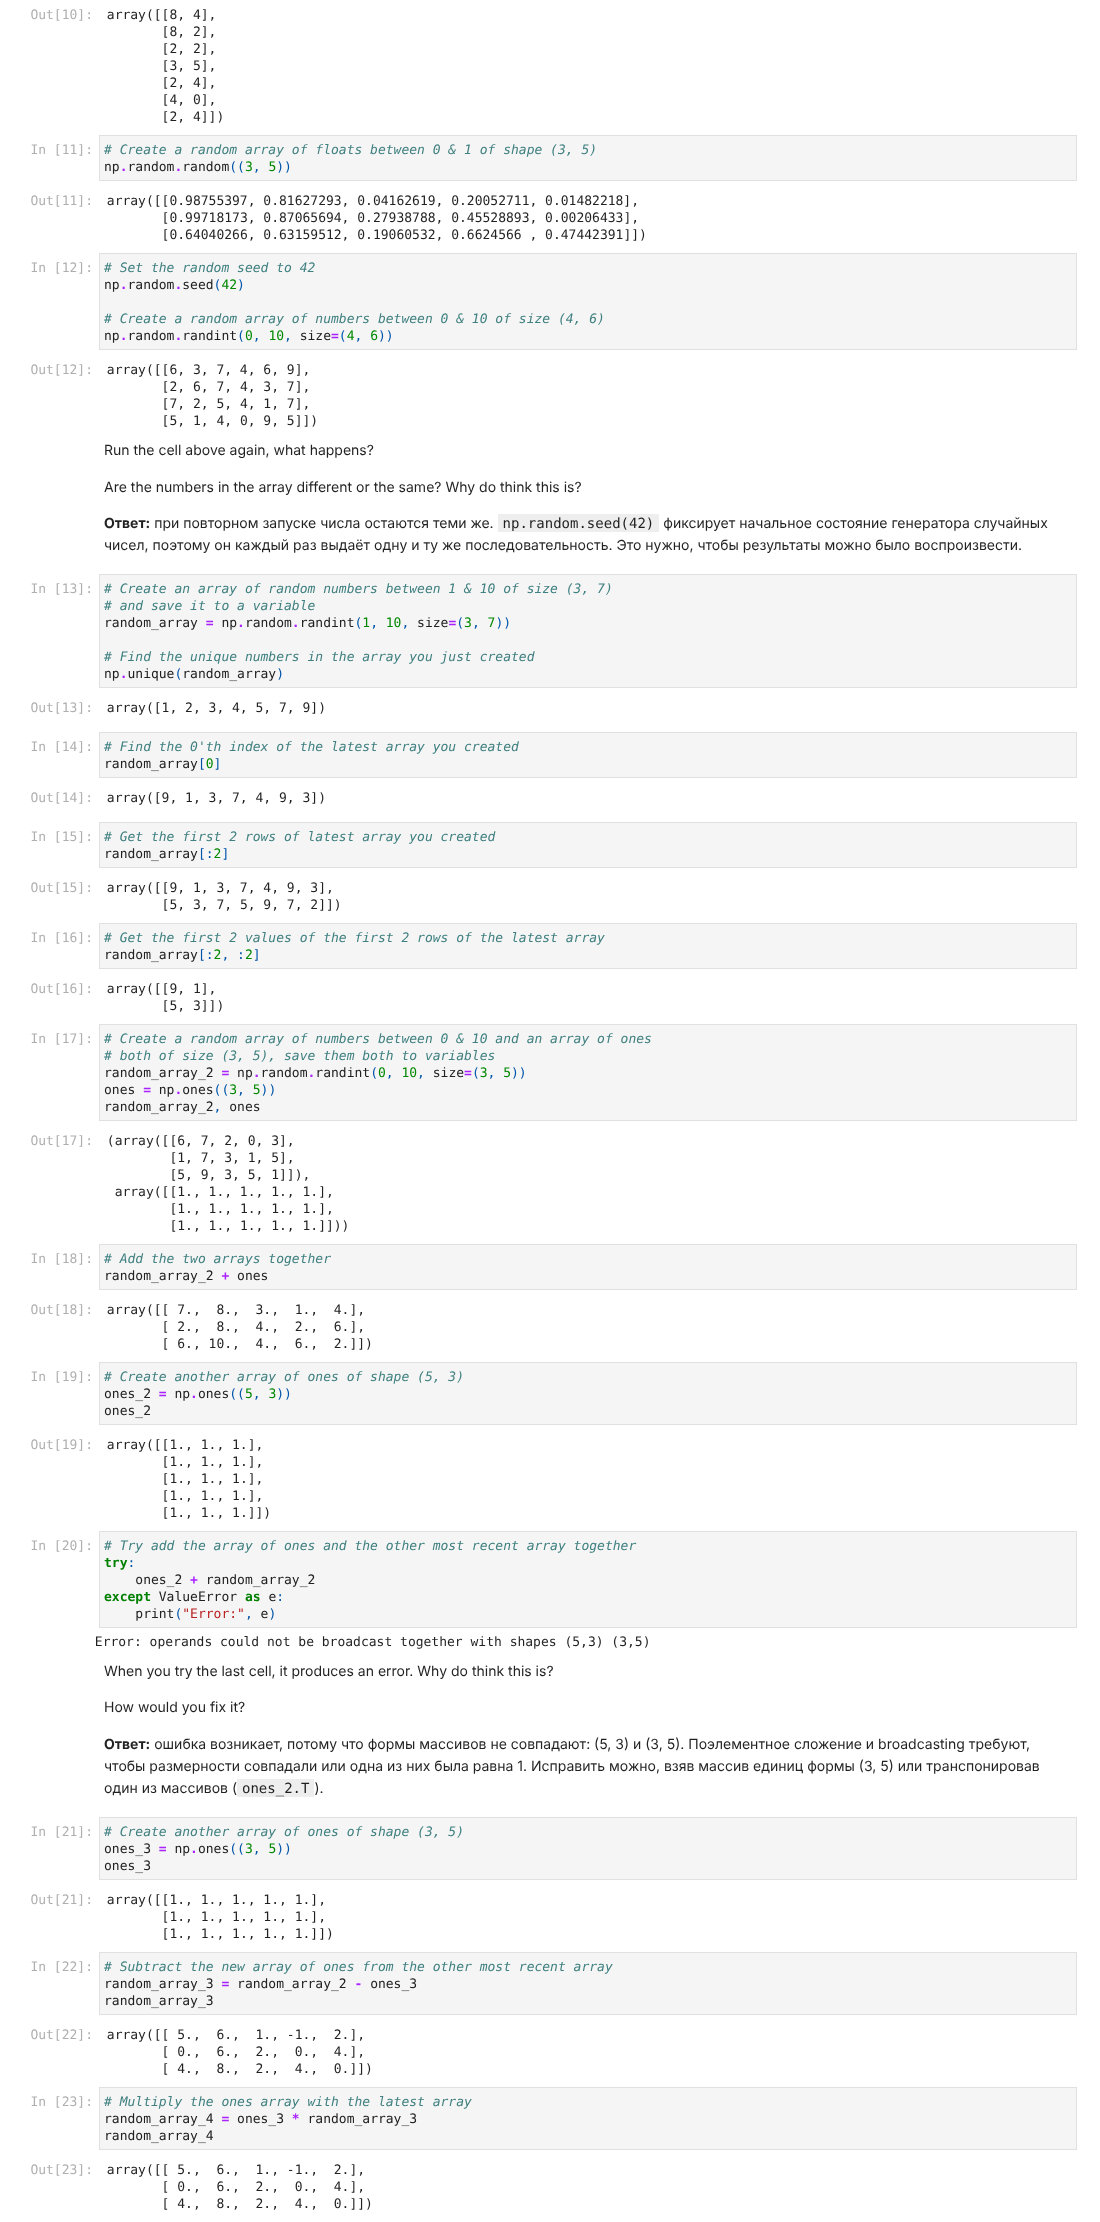 Out[10]: array([[8, 4],
[8, 2],
[2, 2],
[3, 5],
[2, 4],
[4, 0],
[2, 4]])
In [11]: # Create a random array of floats between 0 & 1 of shape (3, 5)
np.random.random((3, 5))
Out[11]: array([[0.98755397, 0.81627293, 0.04162619, 0.20052711, 0.01482218],
[0.99718173, 0.87065694, 0.27938788, 0.45528893, 0.00206433],
[0.64040266, 0.63159512, 0.19060532, 0.6624566 , 0.47442391]])
In [12]: # Set the random seed to 42
np.random.seed(42)
# Create a random array of numbers between 0 & 10 of size (4, 6)
np.random.randint(0, 10, size=(4, 6))
Out[12]: array([[6, 3, 7, 4, 6, 9],
[2, 6, 7, 4, 3, 7],
[7, 2, 5, 4, 1, 7],
[5, 1, 4, 0, 9, 5]])
Run the cell above again, what happens?
Are the numbers in the array different or the same? Why do think this is?
Ответ: при повторном запуске числа остаются теми же. np.random.seed(42) фиксирует начальное состояние генератора случайных
чисел, поэтому он каждый раз выдаёт одну и ту же последовательность. Это нужно, чтобы результаты можно было воспроизвести.
In [13]: # Create an array of random numbers between 1 & 10 of size (3, 7)
# and save it to a variable
random_array = np.random.randint(1, 10, size=(3, 7))
# Find the unique numbers in the array you just created
np.unique(random_array)
Out[13]: array([1, 2, 3, 4, 5, 7, 9])
In [14]: # Find the 0'th index of the latest array you created
random_array[0]
Out[14]: array([9, 1, 3, 7, 4, 9, 3])
In [15]: # Get the first 2 rows of latest array you created
random_array[:2]
Out[15]: array([[9, 1, 3, 7, 4, 9, 3],
[5, 3, 7, 5, 9, 7, 2]])
In [16]: # Get the first 2 values of the first 2 rows of the latest array
random_array[:2, :2]
Out[16]: array([[9, 1],
[5, 3]])
In [17]: # Create a random array of numbers between 0 & 10 and an array of ones
# both of size (3, 5), save them both to variables
random_array_2 = np.random.randint(0, 10, size=(3, 5))
ones = np.ones((3, 5))
random_array_2, ones
Out[17]: (array([[6, 7, 2, 0, 3],
[1, 7, 3, 1, 5],
[5, 9, 3, 5, 1]]),
array([[1., 1., 1., 1., 1.],
[1., 1., 1., 1., 1.],
[1., 1., 1., 1., 1.]]))
In [18]: # Add the two arrays together
random_array_2 + ones
Out[18]: array([[ 7., 8., 3., 1., 4.],
[ 2., 8., 4., 2., 6.],
[ 6., 10., 4., 6., 2.]])
In [19]: # Create another array of ones of shape (5, 3)
ones_2 = np.ones((5, 3))
ones_2
Out[19]: array([[1., 1., 1.],
[1., 1., 1.],
[1., 1., 1.],
[1., 1., 1.],
[1., 1., 1.]])
In [20]: # Try add the array of ones and the other most recent array together
try:
ones_2 + random_array_2
except ValueError as e:
print("Error:", e)
Error: operands could not be broadcast together with shapes (5,3) (3,5)
When you try the last cell, it produces an error. Why do think this is?
How would you fix it?
Ответ: ошибка возникает, потому что формы массивов не совпадают: (5, 3) и (3, 5). Поэлементное сложение и broadcasting требуют,
чтобы размерности совпадали или одна из них была равна 1. Исправить можно, взяв массив единиц формы (3, 5) или транспонировав
один из массивов ( ones_2.T ).
In [21]: # Create another array of ones of shape (3, 5)
ones_3 = np.ones((3, 5))
ones_3
Out[21]: array([[1., 1., 1., 1., 1.],
[1., 1., 1., 1., 1.],
[1., 1., 1., 1., 1.]])
In [22]: # Subtract the new array of ones from the other most recent array
random_array_3 = random_array_2 - ones_3
random_array_3
Out[22]: array([[ 5., 6., 1., -1., 2.],
[ 0., 6., 2., 0., 4.],
[ 4., 8., 2., 4., 0.]])
In [23]: # Multiply the ones array with the latest array
random_array_4 = ones_3 * random_array_3
random_array_4
Out[23]: array([[ 5., 6., 1., -1., 2.],
[ 0., 6., 2., 0., 4.],
[ 4., 8., 2., 4., 0.]])